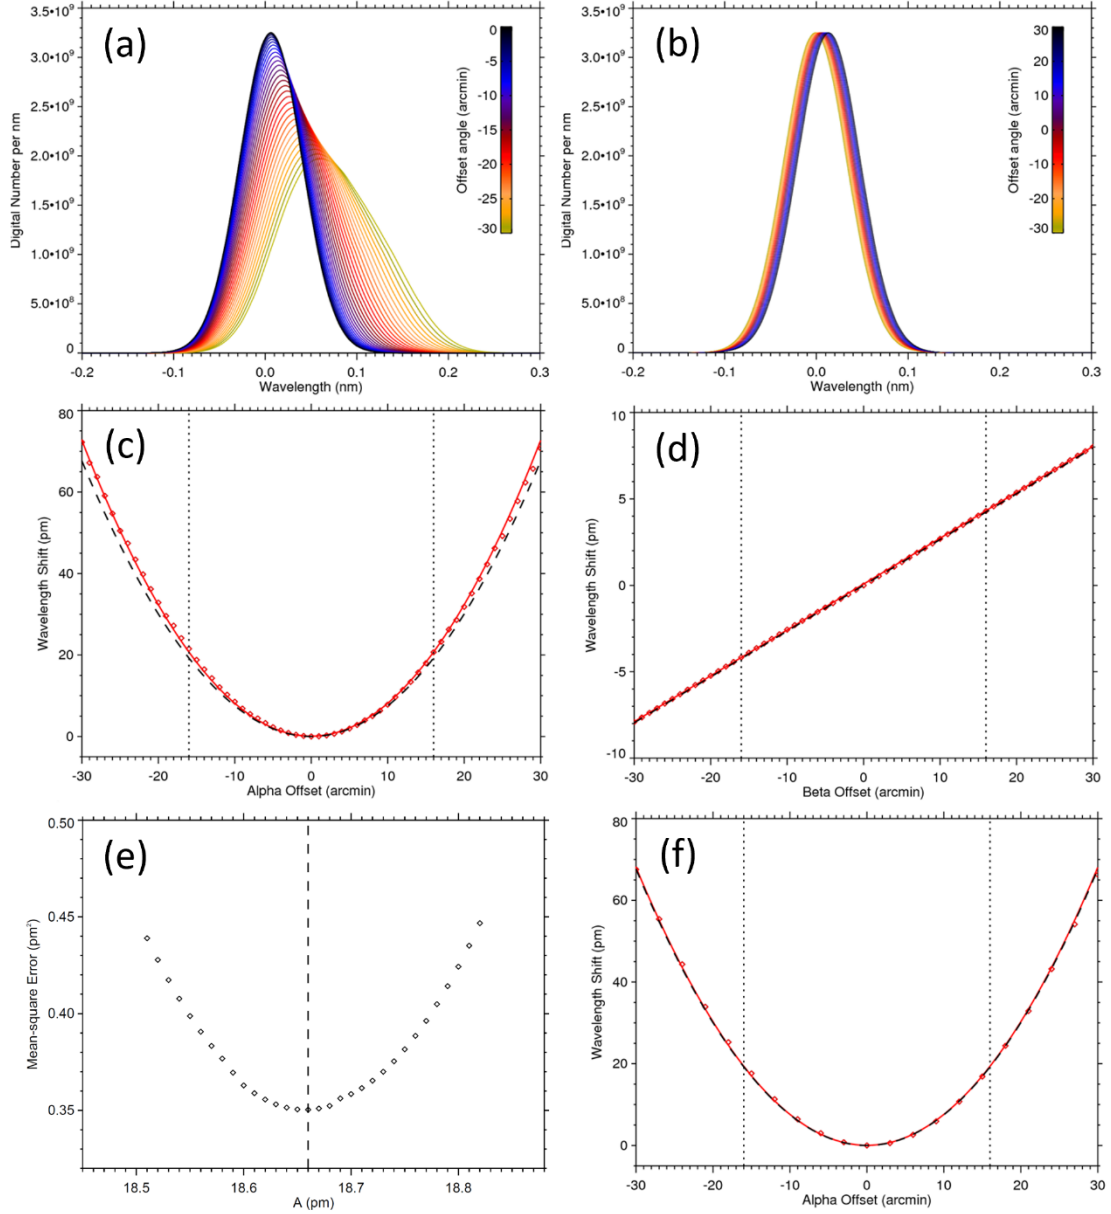 (a)
3.5•10⁹
3.0•10⁹
2.5•10⁹
2.0•10⁹
1.5•10⁹
1.0•10⁹
5.0•10⁸
0
Digital Number per nm
-0.2 -0.1 0.0 0.1 0.2 0.3
Wavelength (nm)
0
-5
-10
-15
-20
-25
-30
Offset angle (arcmin)
(b)
3.5•10⁹
3.0•10⁹
2.5•10⁹
2.0•10⁹
1.5•10⁹
1.0•10⁹
5.0•10⁸
0
Digital Number per nm
-0.2 -0.1 0.0 0.1 0.2 0.3
Wavelength (nm)
30
20
10
0
-10
-20
-30
Offset angle (arcmin)
(c)
80
60
40
20
0
Wavelength Shift (pm)
-30 -20 -10 0 10 20 30
Alpha Offset (arcmin)
(d)
10
5
0
-5
-10
Wavelength Shift (pm)
-30 -20 -10 0 10 20 30
Beta Offset (arcmin)
(e)
0.50
0.45
0.40
0.35
Mean-square Error (pm²)
18.5 18.6 18.7 18.8
A (pm)
(f)
80
60
40
20
0
Wavelength Shift (pm)
-30 -20 -10 0 10 20 30
Alpha Offset (arcmin)